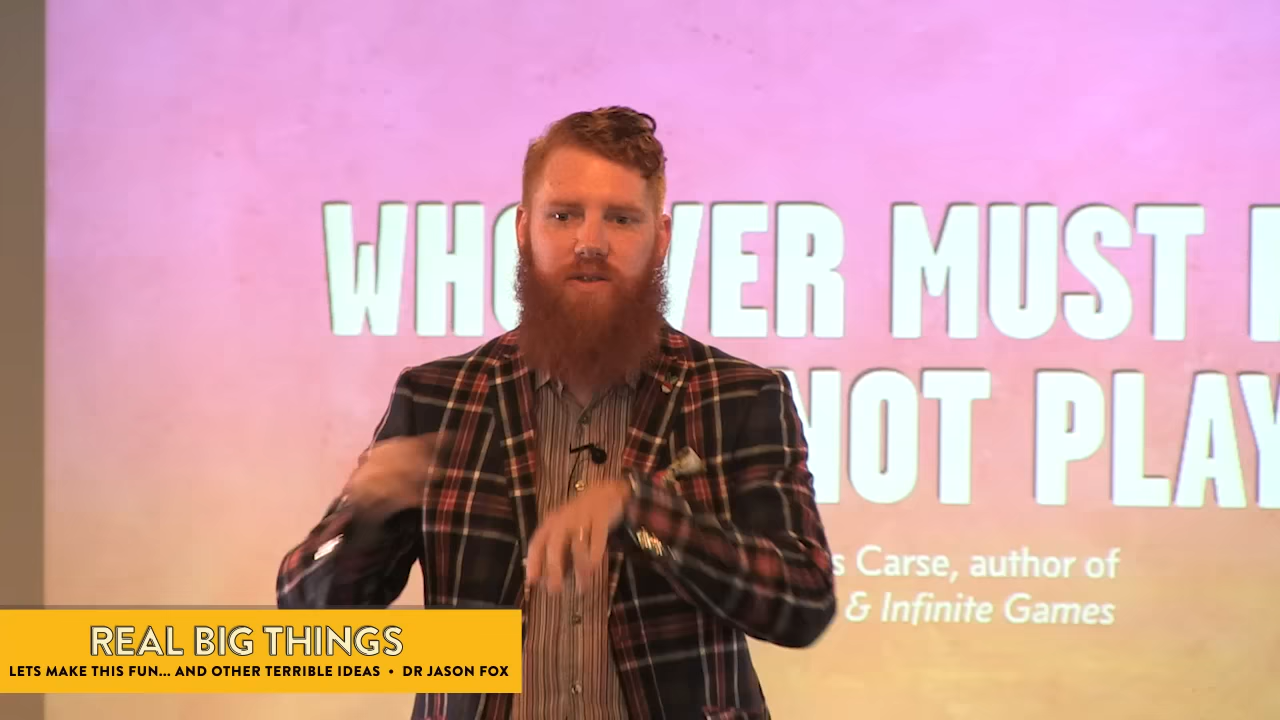 WHO VER MUST
NOT PLAY
s Carse, author of
& Infinite Games
REAL BIG THINGS
LETS MAKE THIS FUN... AND OTHER TERRIBLE IDEAS • DR JASON FOX